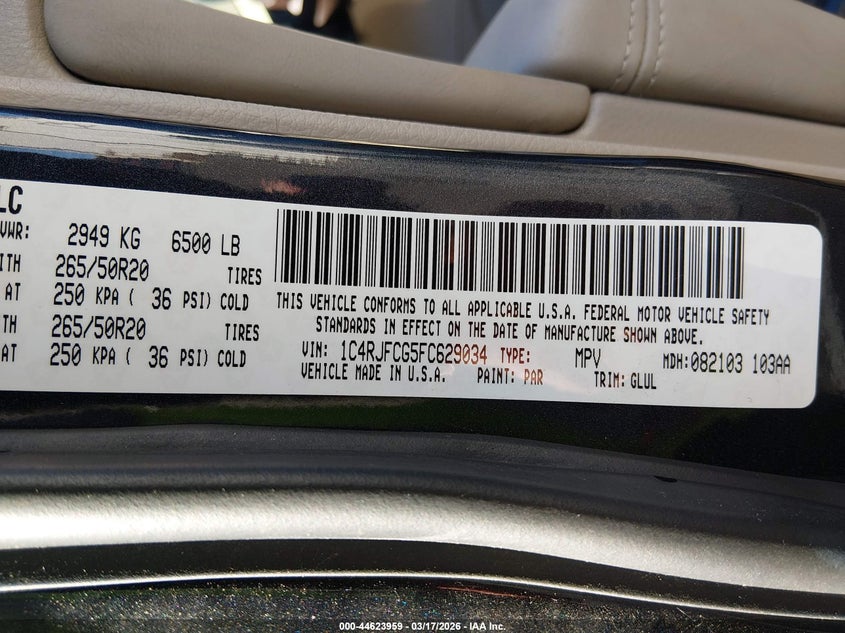 LC
VWR: 2949 KG 6500 LB
ITH 265/50R20 TIRES
AT 250 KPA ( 36 PSI) COLD
TH 265/50R20 TIRES
AT 250 KPA ( 36 PSI) COLD
THIS VEHICLE CONFORMS TO ALL APPLICABLE U.S.A. FEDERAL MOTOR VEHICLE SAFETY
STANDARDS IN EFFECT ON THE DATE OF MANUFACTURE SHOWN ABOVE.
VIN: 1C4RJFCG5FC629034 TYPE: MPV MDH:082103 103AA
VEHICLE MADE IN U.S.A. PAINT: PAR TRIM: GLUL
000-44623959 - 03/17/2026 - IAA Inc.